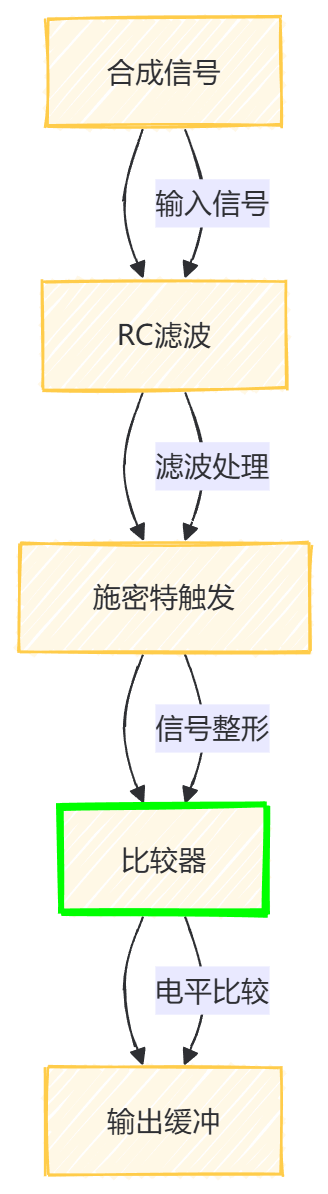 合成信号
输入信号
RC滤波
滤波处理
施密特触发
信号整形
比较器
电平比较
输出缓冲